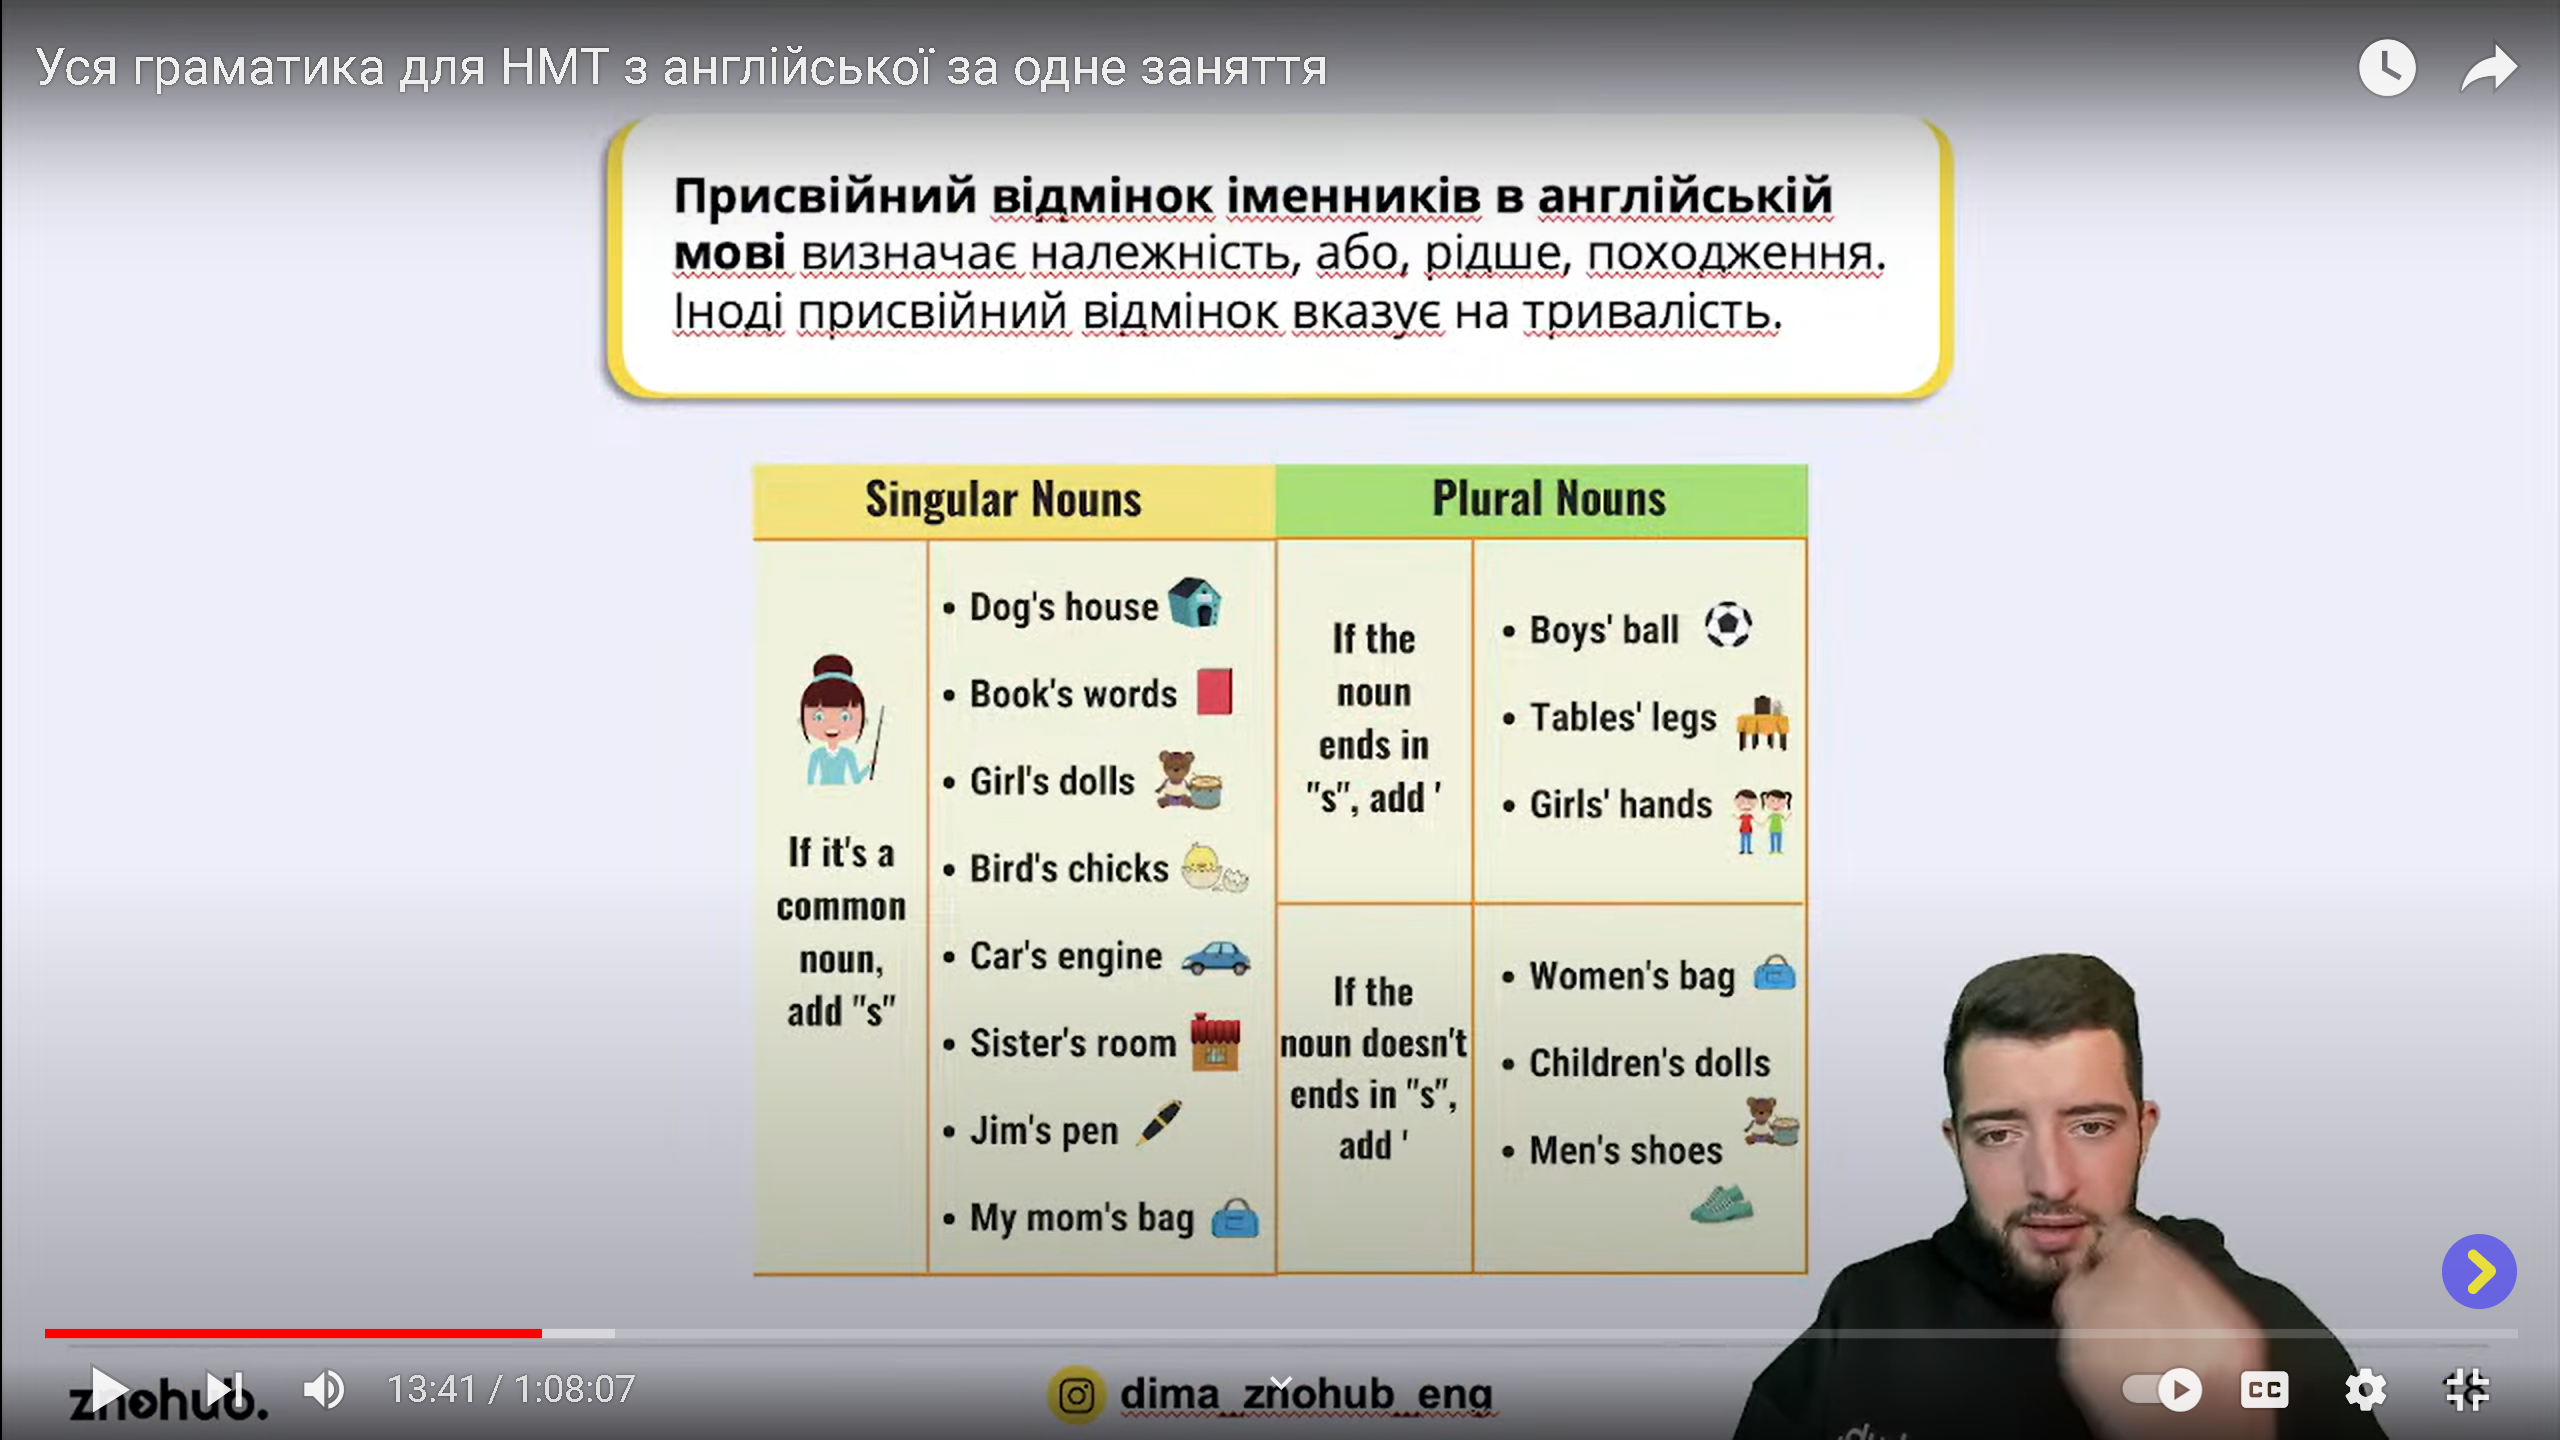 Уся граматика для НМТ з англійської за одне заняття
Присвійний відмінок іменників в англійській
мові визначає належність, або, рідше, походження.
Іноді присвійний відмінок вказує на тривалість.
Singular Nouns
Plural Nouns
If it's a
common
noun,
add "s"
• Dog's house
• Book's words
• Girl's dolls
• Bird's chicks
• Car's engine
• Sister's room
• Jim's pen
• My mom's bag
If the
noun
ends in
"s", add '
• Boys' ball
• Tables' legs
• Girls' hands
If the
noun doesn't
ends in "s",
add '
• Women's bag
• Children's dolls
• Men's shoes
znohub.
13:41 / 1:08:07
dima_znohub_eng
CC
18